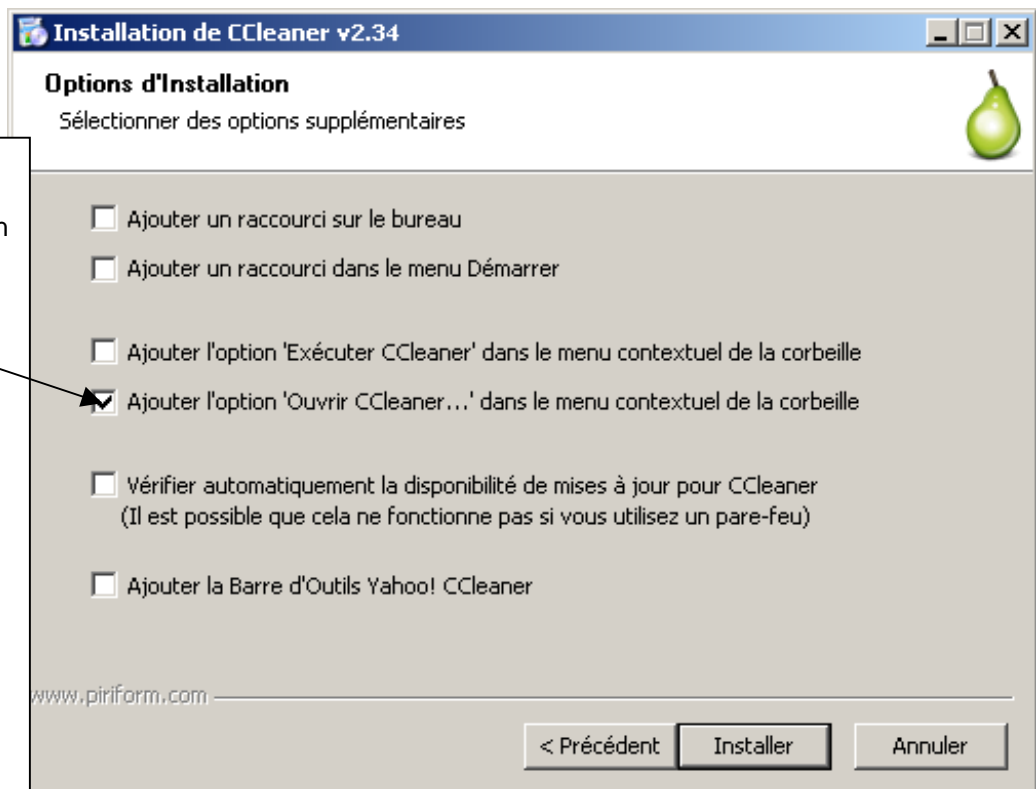 Installation de CCleaner v2.34
Options d'Installation
Sélectionner des options supplémentaires
Ajouter un raccourci sur le bureau
Ajouter un raccourci dans le menu Démarrer
Ajouter l'option 'Exécuter CCleaner' dans le menu contextuel de la corbeille
Ajouter l'option 'Ouvrir CCleaner...' dans le menu contextuel de la corbeille
Vérifier automatiquement la disponibilité de mises à jour pour CCleaner
(Il est possible que cela ne fonctionne pas si vous utilisez un pare-feu)
Ajouter la Barre d'Outils Yahoo! CCleaner
www.piriform.com
< Précédent
Installer
Annuler